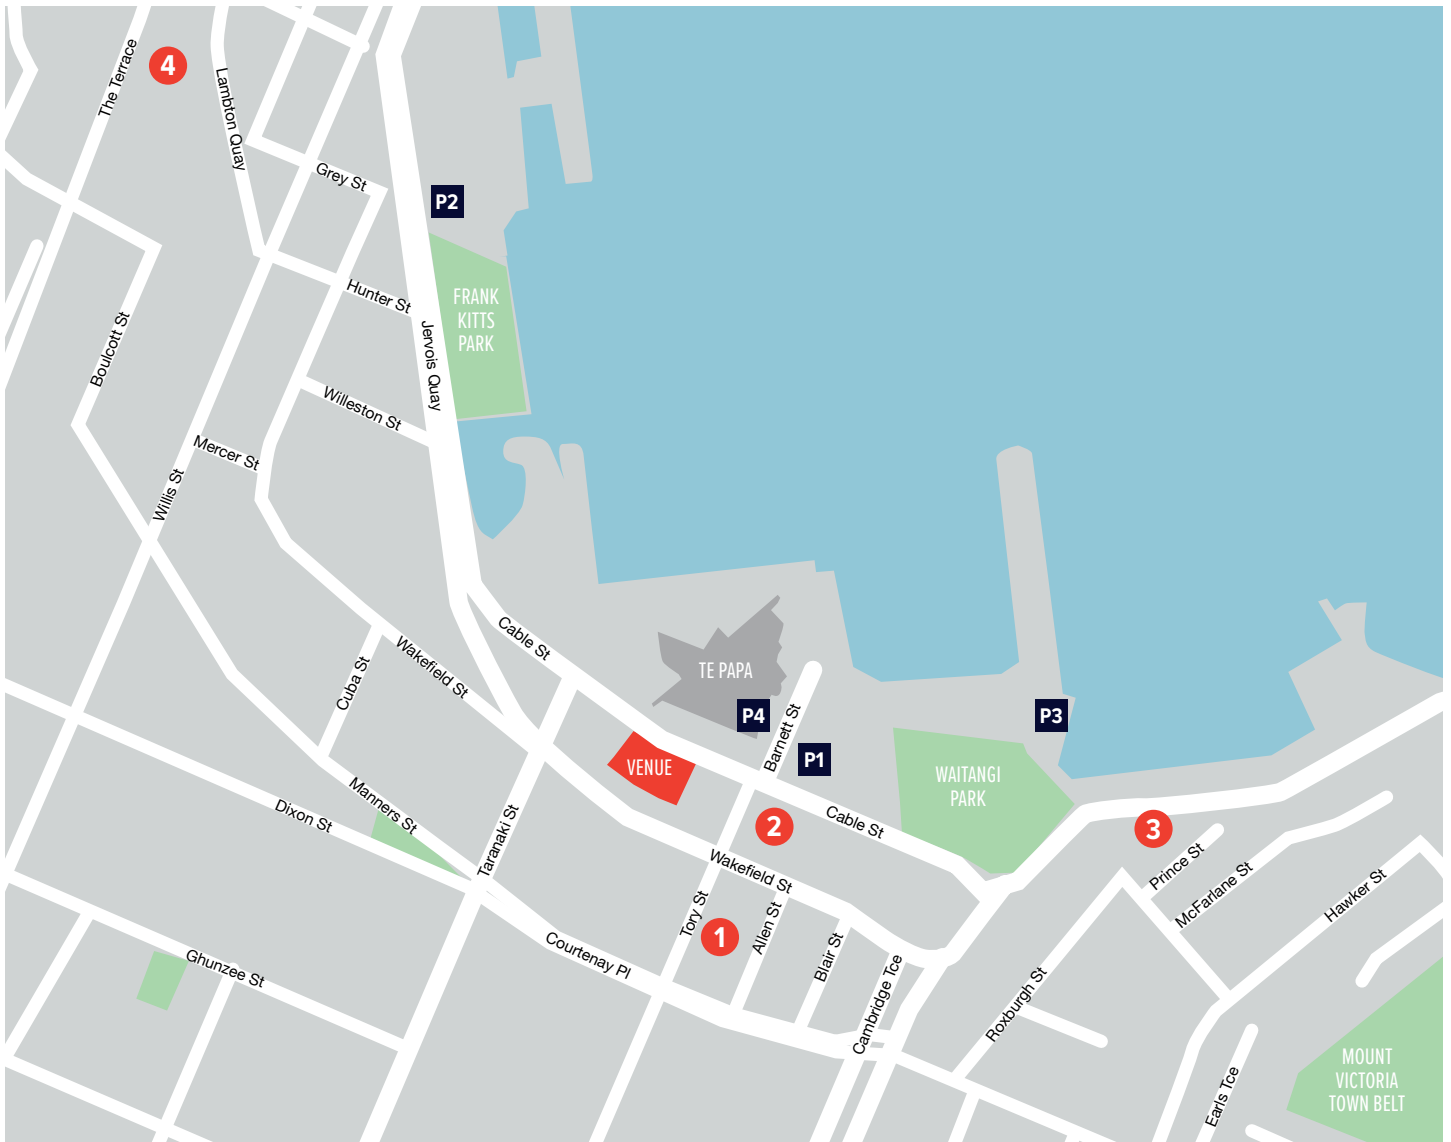 The Terrace
4
Lambton Quay
Grey St
P2
FRANK
KITTS
PARK
Hunter St
Jervois Quay
Boulcott St
Willeston St
Mercer St
Willis St
Cable St
Wakefield St
Cuba St
TE PAPA
P4
Barnett St
P1
P3
VENUE
WAITANGI
PARK
Manners St
Dixon St
Taranaki St
2
Cable St
3
Prince St
McFarlane St
Hawker St
Wakefield St
Tory St
1
Allen St
Blair St
Courtenay Pl
Cambridge Tce
Ghunzee St
Roxburgh St
Earls Tce
MOUNT
VICTORIA
TOWN BELT